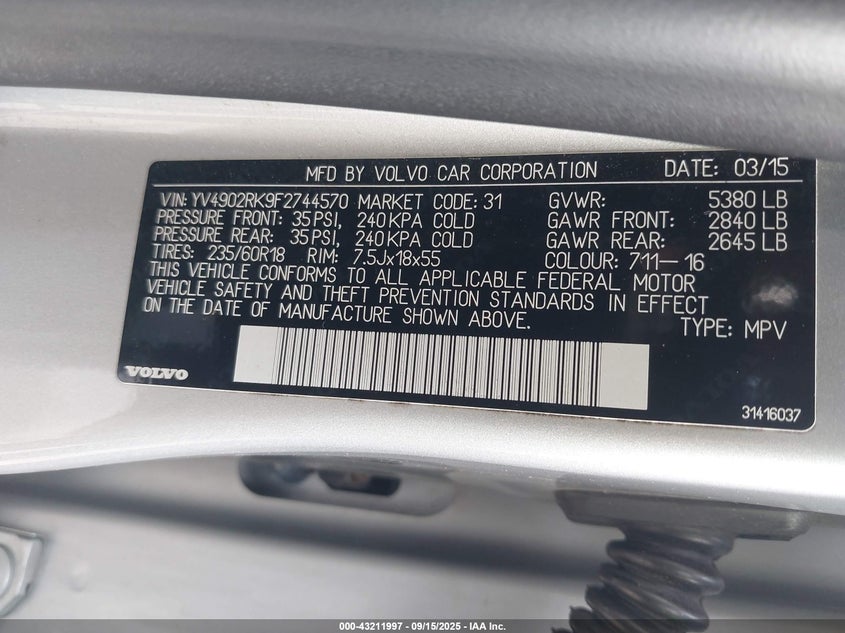 MFD BY VOLVO CAR CORPORATION DATE: 03/15
VIN: YV4902RK9F2744570 MARKET CODE: 31 GVWR: 5380 LB
PRESSURE FRONT: 35 PSI, 240 KPA COLD GAWR FRONT: 2840 LB
PRESSURE REAR: 35 PSI, 240 KPA COLD GAWR REAR: 2645 LB
TIRES: 235/60R18 RIM: 7.5Jx18x55 COLOUR: 711-16
THIS VEHICLE CONFORMS TO ALL APPLICABLE FEDERAL MOTOR
VEHICLE SAFETY AND THEFT PREVENTION STANDARDS IN EFFECT
ON THE DATE OF MANUFACTURE SHOWN ABOVE.
TYPE: MPV
VOLVO
31416037
000-43211997 - 09/15/2025 - IAA Inc.